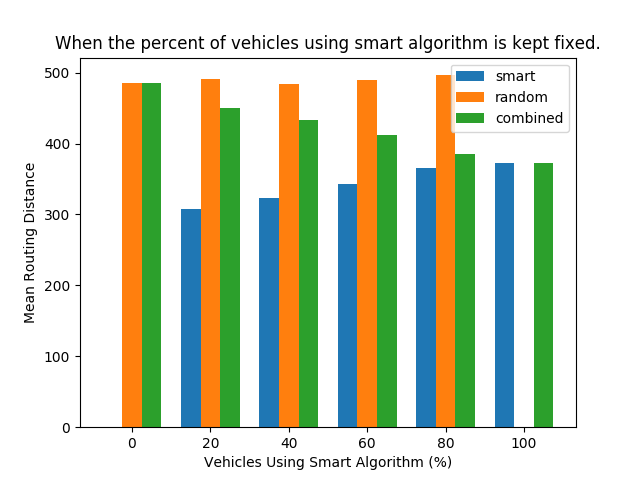 When the percent of vehicles using smart algorithm is kept fixed.
smart
random
combined
500
400
300
200
100
0
Mean Routing Distance
0 20 40 60 80 100
Vehicles Using Smart Algorithm (%)